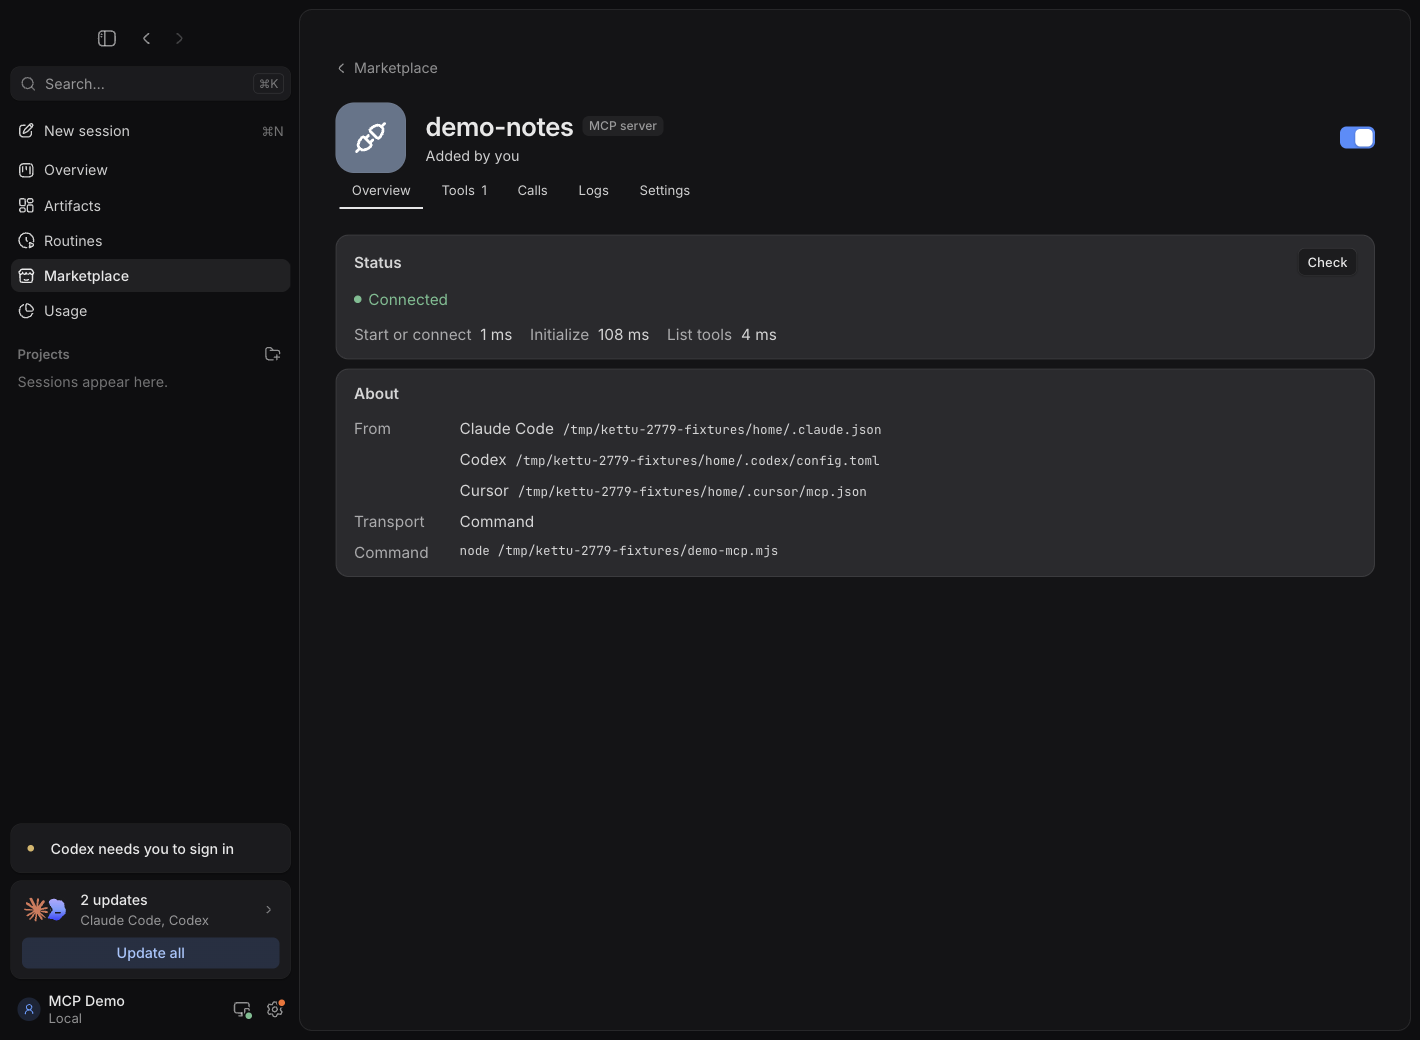 Search...
⌘K
New session
⌘N
Overview
Artifacts
Routines
Marketplace
Usage
Projects
Sessions appear here.
Codex needs you to sign in
2 updates
Claude Code, Codex
Update all
MCP Demo
Local
Marketplace
demo-notes MCP server
Added by you
Overview Tools 1 Calls Logs Settings
Status
Check
Connected
Start or connect 1 ms Initialize 108 ms List tools 4 ms
About
From Claude Code /tmp/kettu-2779-fixtures/home/.claude.json
Codex /tmp/kettu-2779-fixtures/home/.codex/config.toml
Cursor /tmp/kettu-2779-fixtures/home/.cursor/mcp.json
Transport Command
Command node /tmp/kettu-2779-fixtures/demo-mcp.mjs